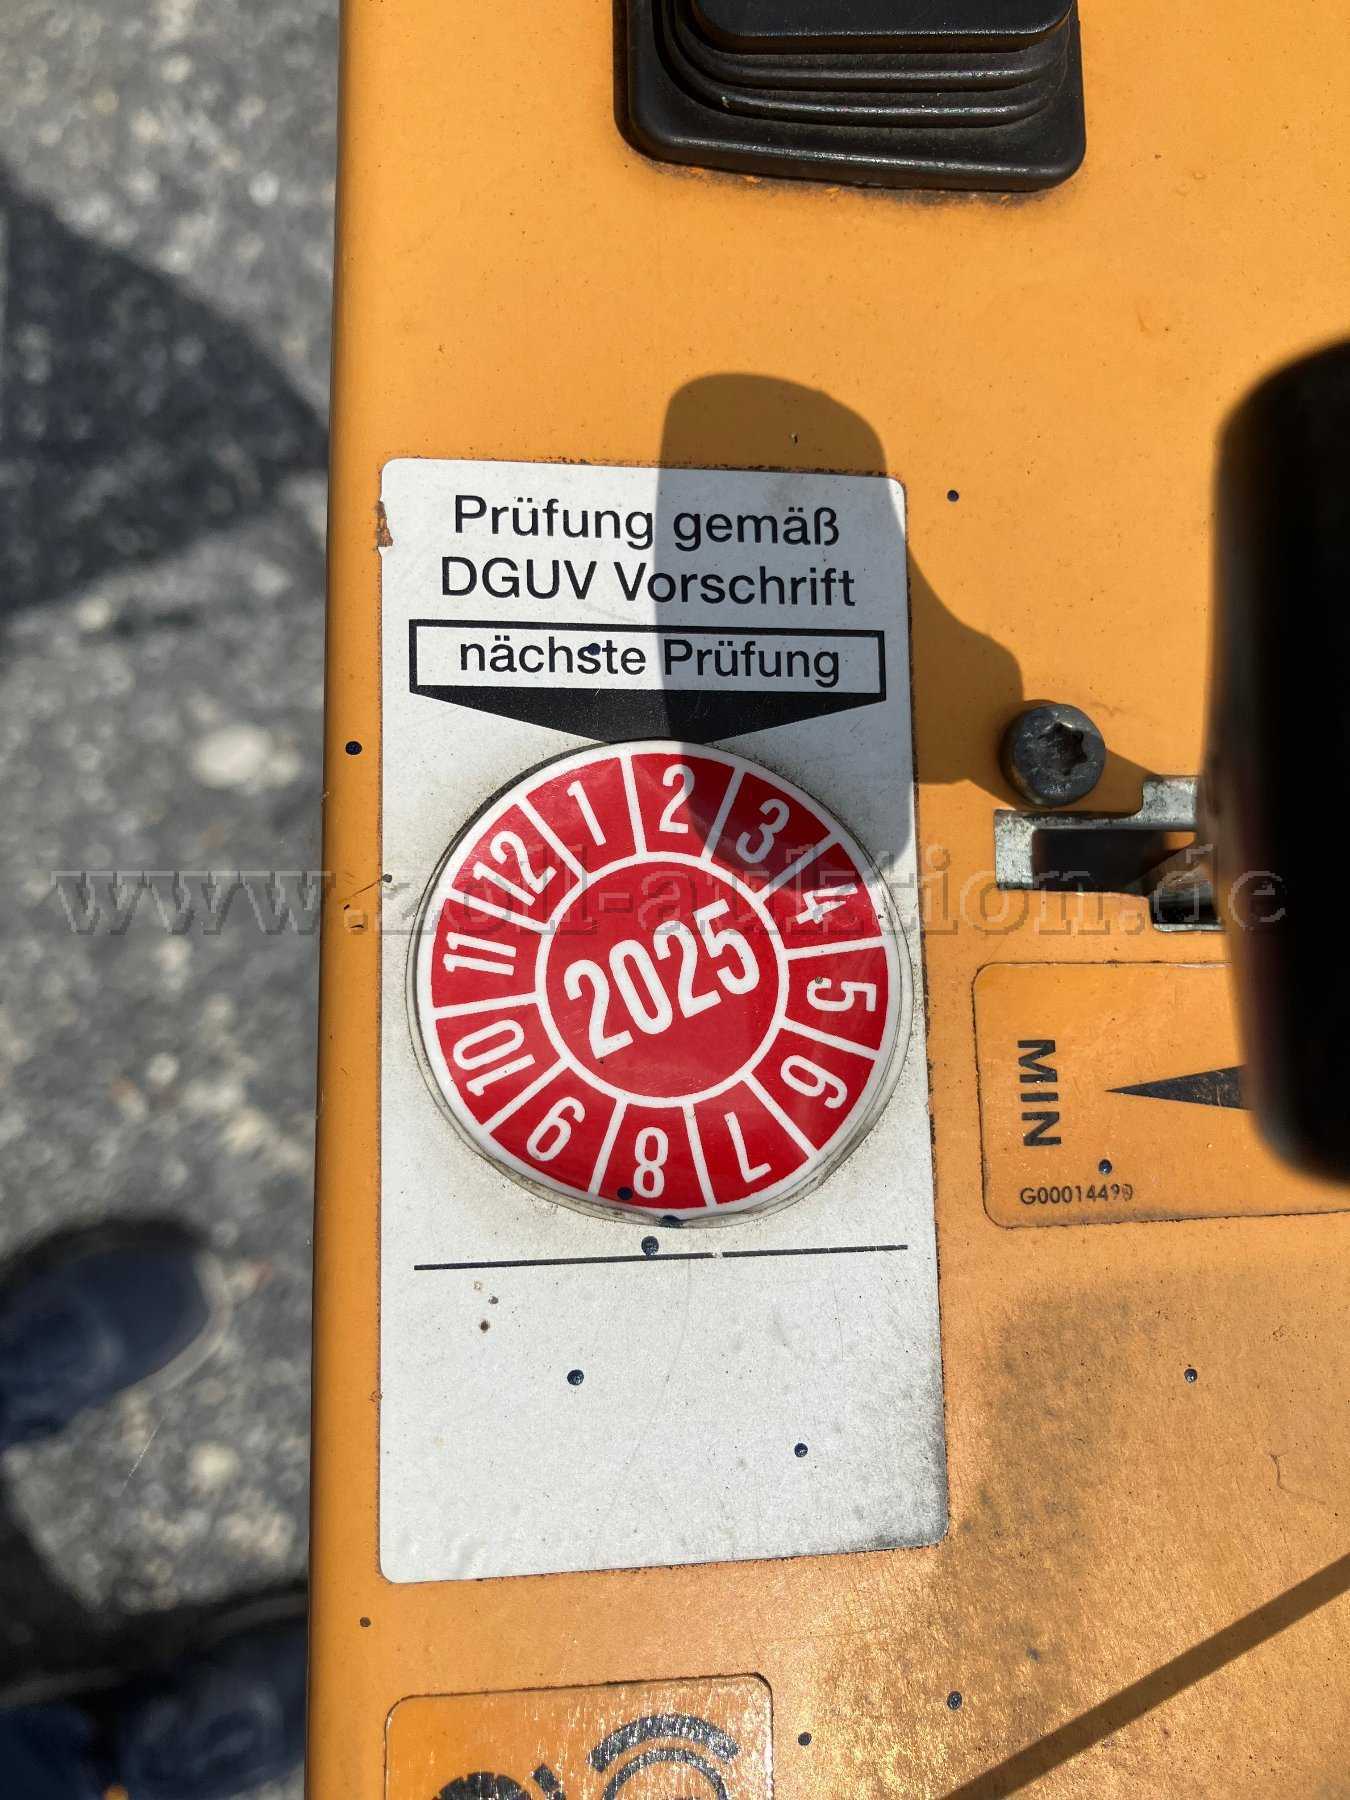 Prüfung gemäß
DGUV Vorschrift
nächste Prüfung
1 2 3 4 5 6 7 8 9 10 11 12
2025
www.zoll-auktion.de
MIN
G00014490